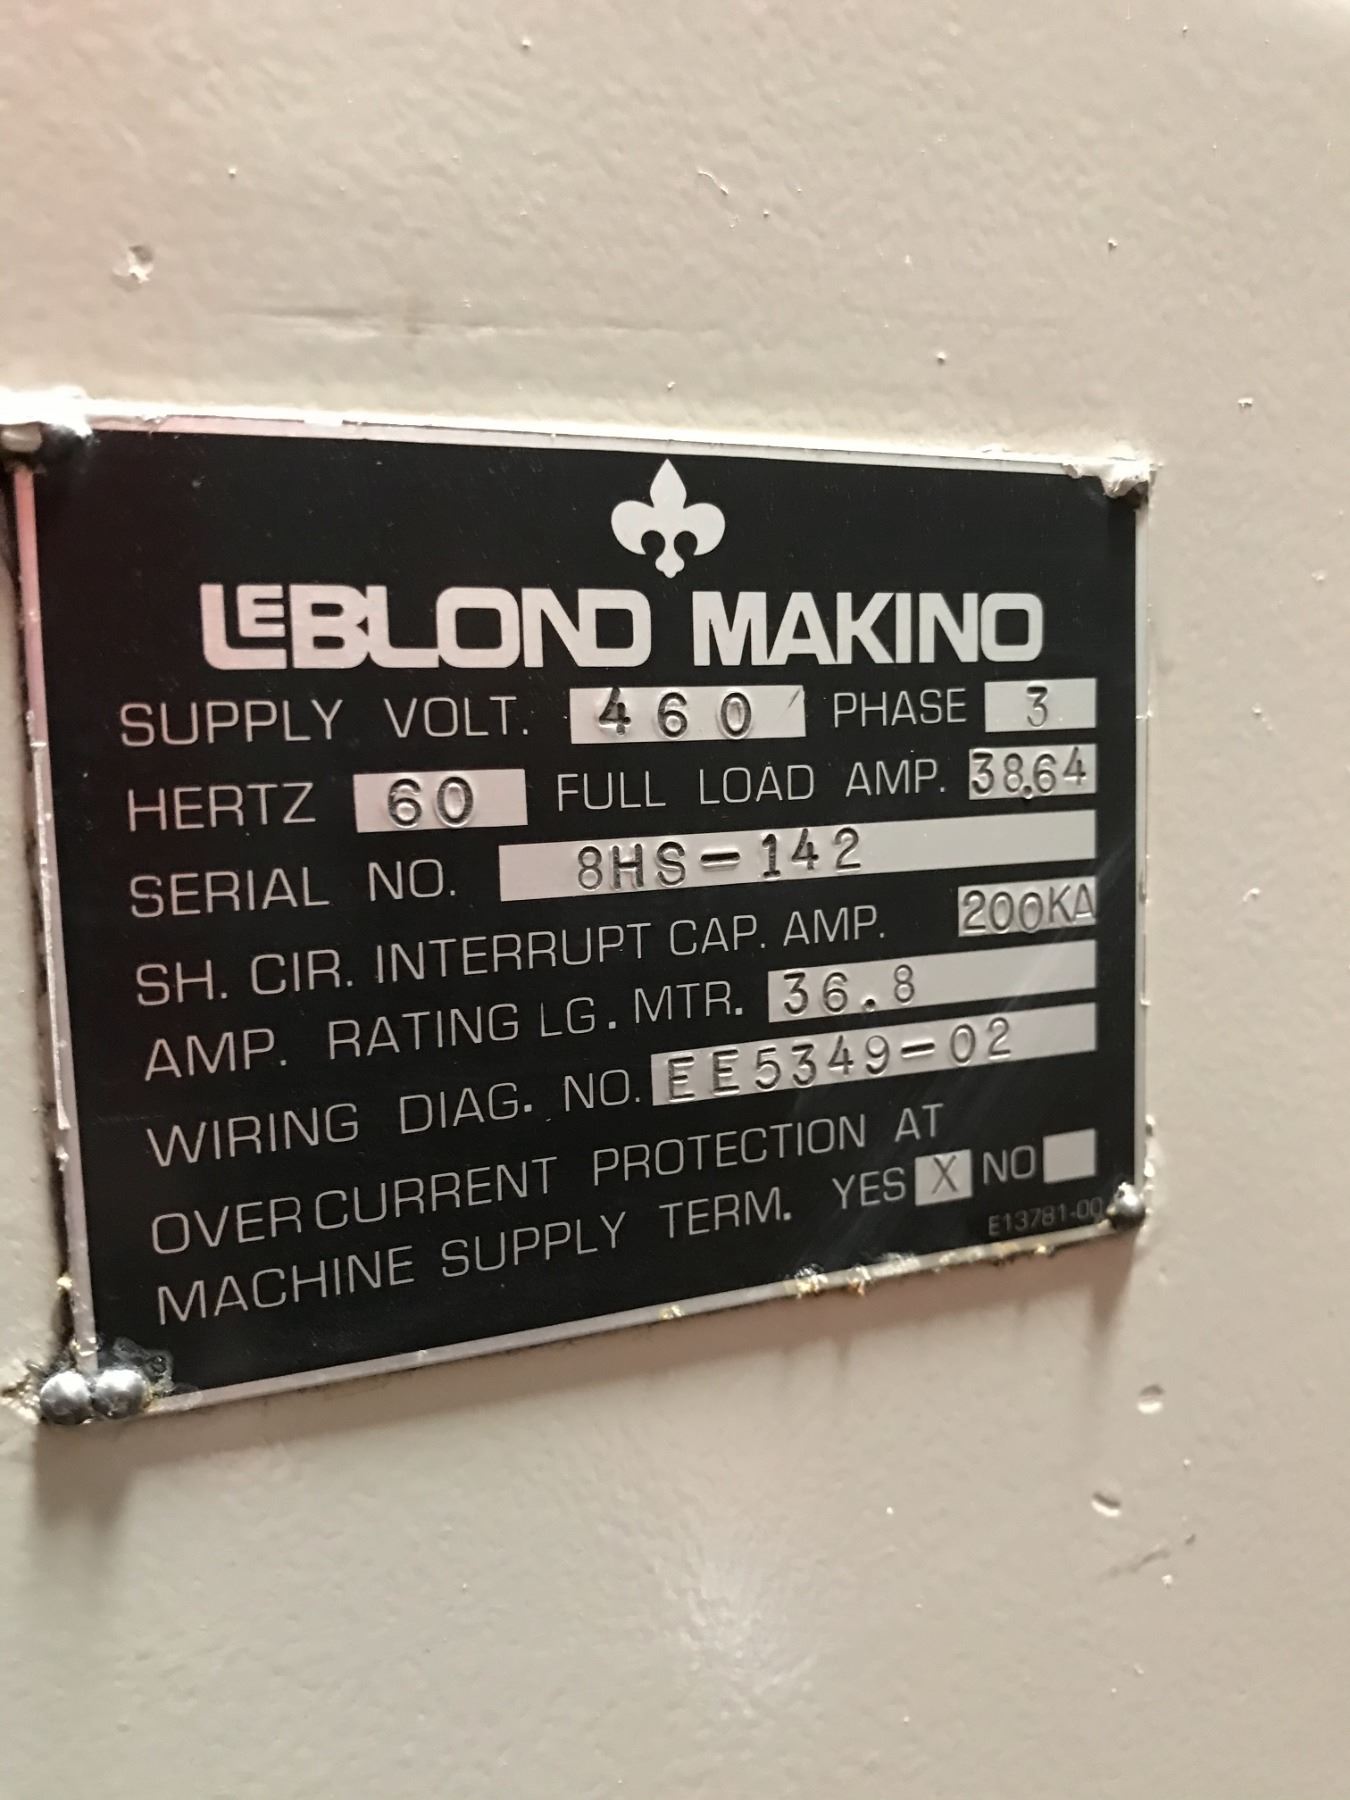 LEBLOND MAKINO
SUPPLY VOLT. 460 PHASE 3
HERTZ 60 FULL LOAD AMP. 38.64
SERIAL NO. 8HS-142
SH. CIR. INTERRUPT CAP. AMP. 200KA
AMP. RATING LG. MTR. 36.8
WIRING DIAG. NO. EE5349-02
OVERCURRENT PROTECTION AT
MACHINE SUPPLY TERM. YES X NO
E13781-00